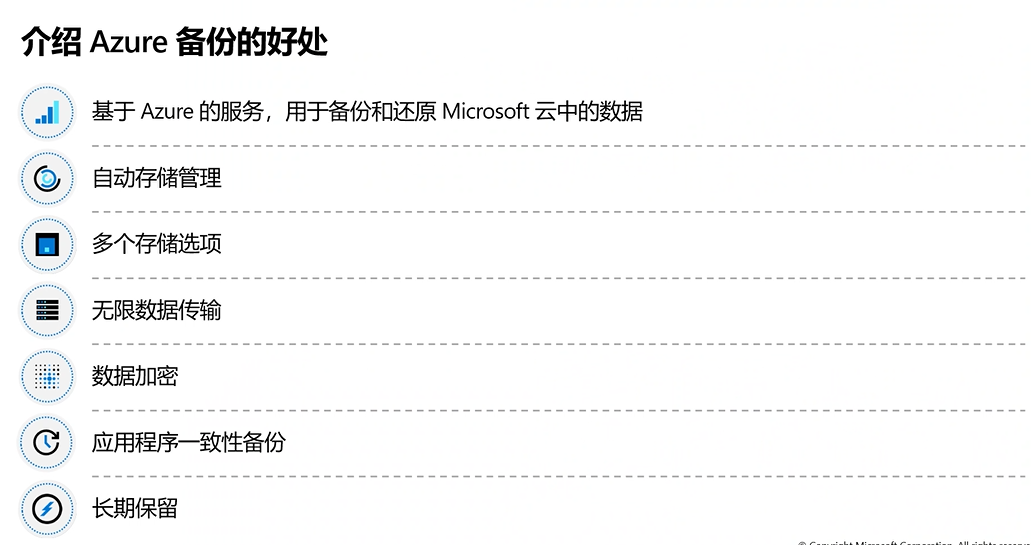 介绍 Azure 备份的好处
基于 Azure 的服务，用于备份和还原 Microsoft 云中的数据
自动存储管理
多个存储选项
无限数据传输
数据加密
应用程序一致性备份
长期保留
© Copyright Microsoft Corporation. All rights